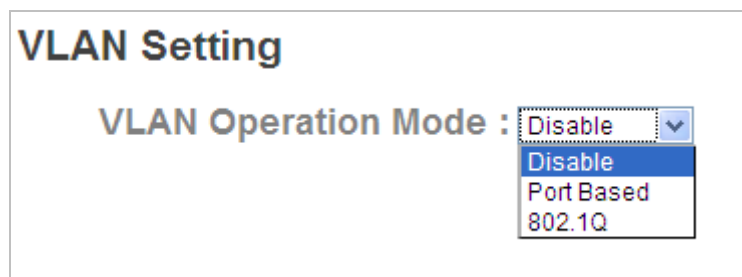 VLAN Setting
VLAN Operation Mode : Disable
Disable
Port Based
802.1Q